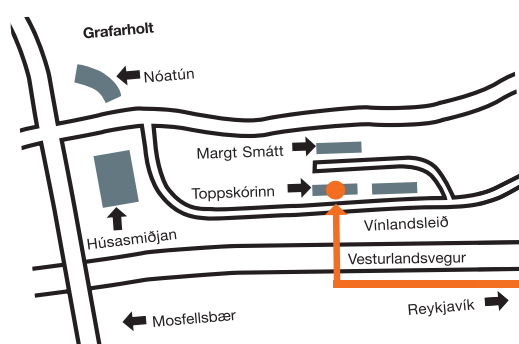 Grafarholt
Nóatún
Margt Smátt
Toppskórinn
Húsasmiðjan
Vínlandsleið
Vesturlandsvegur
Reykjavík
Mosfellsbær